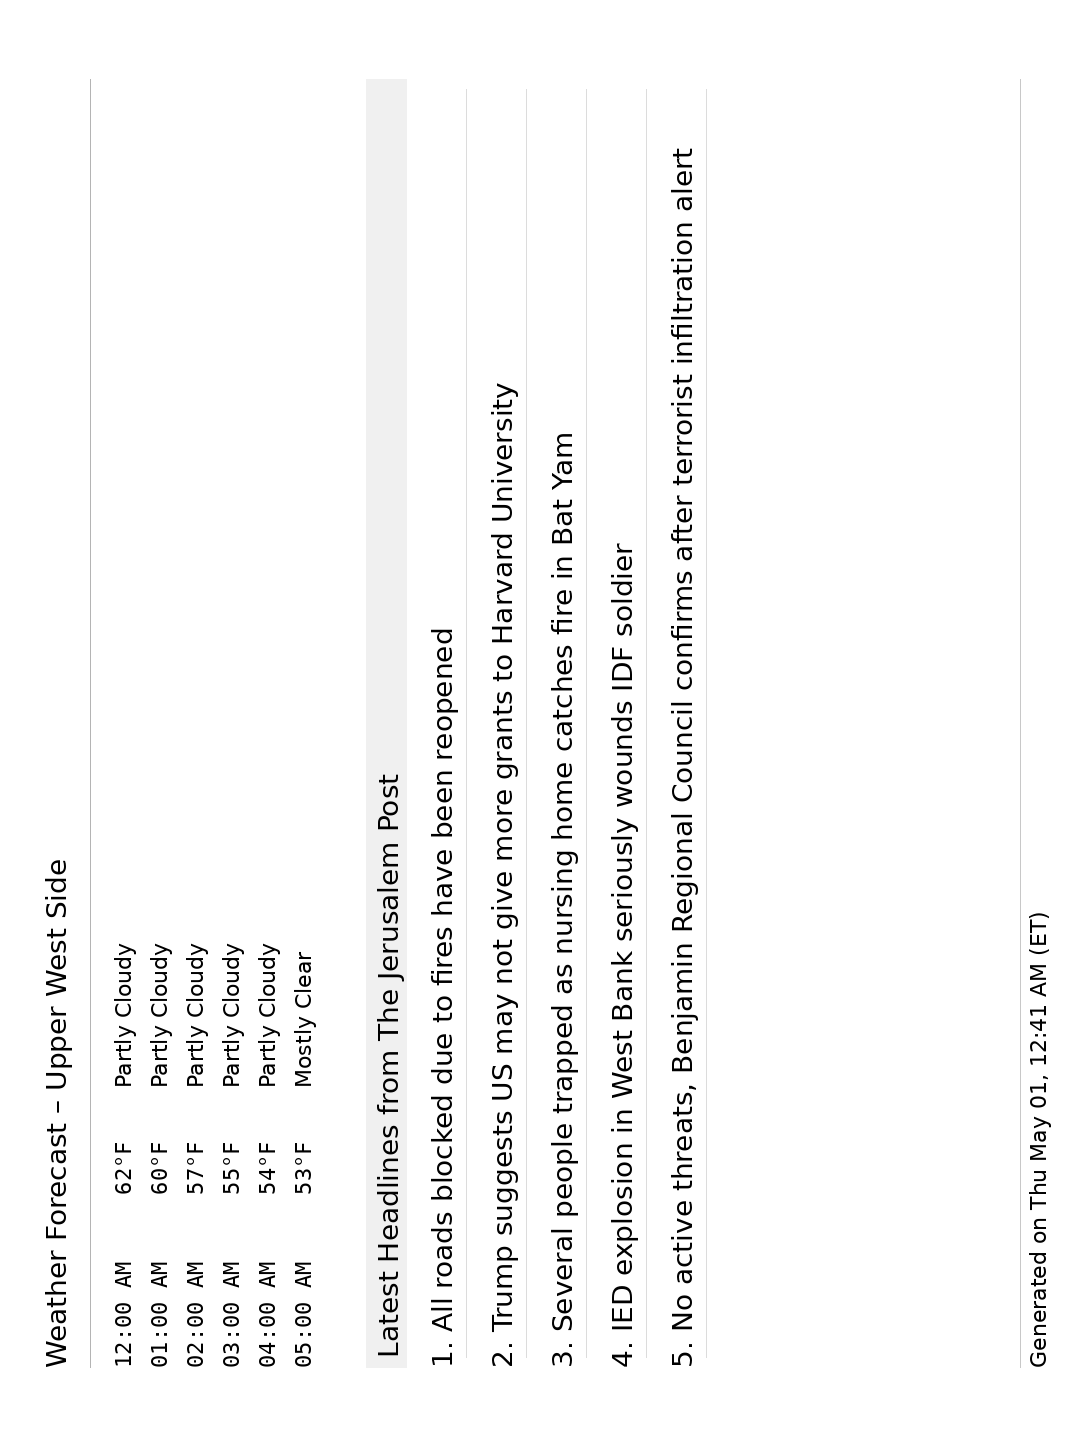 Weather Forecast – Upper West Side
12:00 AM 62°F Partly Cloudy
01:00 AM 60°F Partly Cloudy
02:00 AM 57°F Partly Cloudy
03:00 AM 55°F Partly Cloudy
04:00 AM 54°F Partly Cloudy
05:00 AM 53°F Mostly Clear
Latest Headlines from The Jerusalem Post
1. All roads blocked due to fires have been reopened
2. Trump suggests US may not give more grants to Harvard University
3. Several people trapped as nursing home catches fire in Bat Yam
4. IED explosion in West Bank seriously wounds IDF soldier
5. No active threats, Benjamin Regional Council confirms after terrorist infiltration alert
Generated on Thu May 01, 12:41 AM (ET)